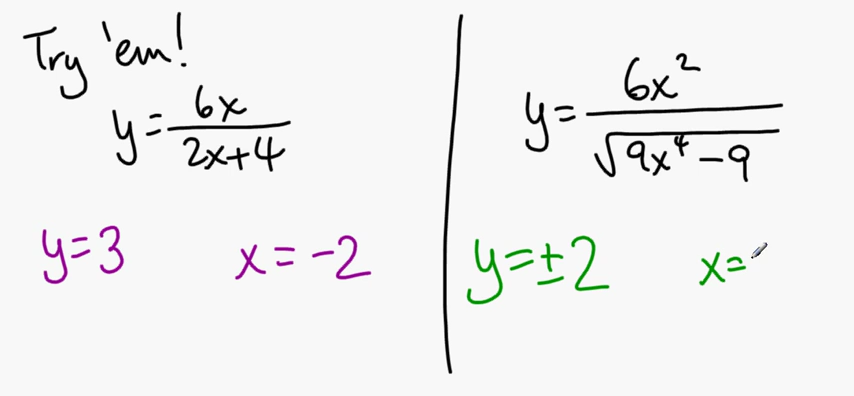 Try 'em!
y = 6x / 2x+4
y=3 x = -2
y = 6x² / √9x⁴ - 9
y = ±2 x =